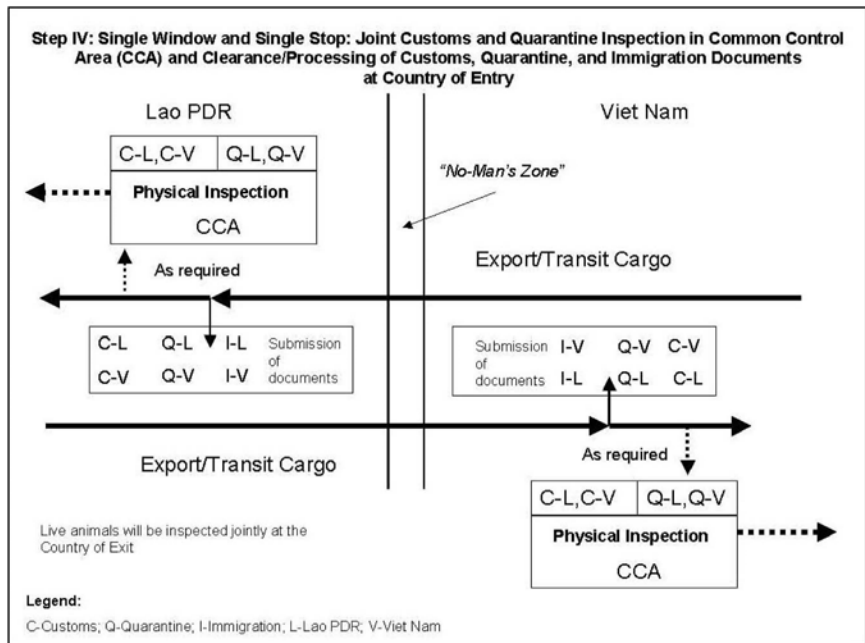 Step IV: Single Window and Single Stop: Joint Customs and Quarantine Inspection in Common Control
Area (CCA) and Clearance/Processing of Customs, Quarantine, and Immigration Documents
at Country of Entry
Lao PDR
Viet Nam
C-L,C-V Q-L,Q-V
Physical Inspection
CCA
"No-Man's Zone"
As required
Export/Transit Cargo
C-L Q-L I-L Submission
of
C-V Q-V I-V documents
Submission I-V Q-V C-V
of
documents I-L Q-L C-L
Export/Transit Cargo
As required
C-L,C-V Q-L,Q-V
Physical Inspection
CCA
Live animals will be inspected jointly at the
Country of Exit
Legend:
C-Customs; Q-Quarantine; I-Immigration; L-Lao PDR; V-Viet Nam